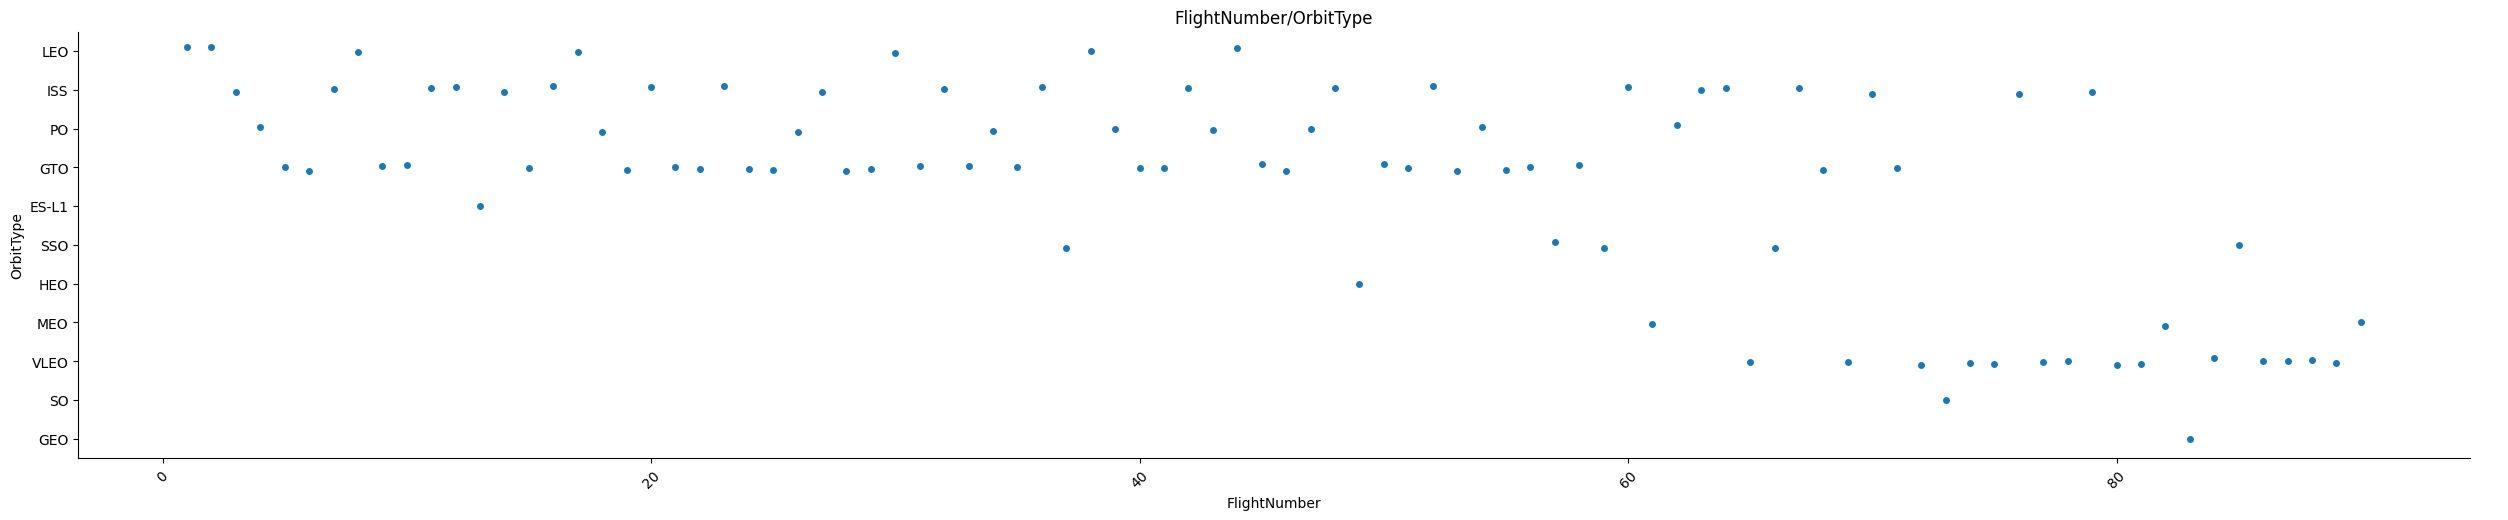 FlightNumber/OrbitType
OrbitType
LEO
ISS
PO
GTO
ES-L1
SSO
HEO
MEO
VLEO
SO
GEO
0
20
40
60
80
FlightNumber